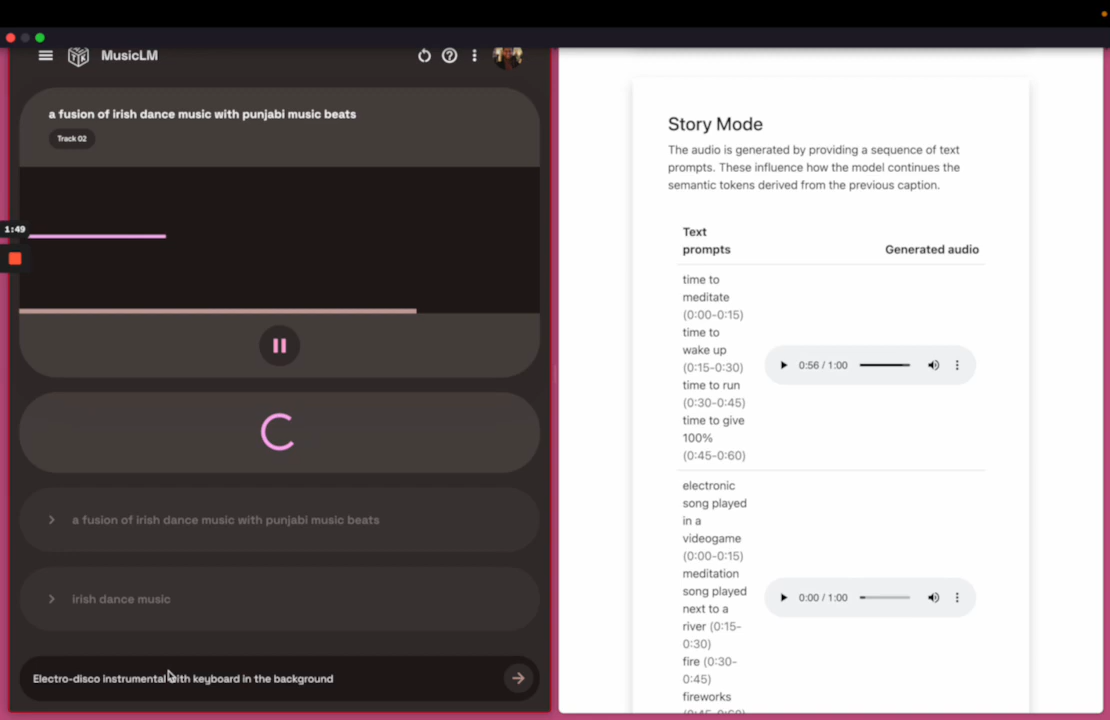 MusicLM
a fusion of irish dance music with punjabi music beats
Track 02
1:49
a fusion of irish dance music with punjabi music beats
irish dance music
Electro-disco instrumental with keyboard in the background
Story Mode
The audio is generated by providing a sequence of text
prompts. These influence how the model continues the
semantic tokens derived from the previous caption.
Text
prompts
Generated audio
time to
meditate
(0:00-0:15)
time to
wake up
(0:15-0:30)
time to run
(0:30-0:45)
time to give
100%
(0:45-0:60)
0:56 / 1:00
electronic
song played
in a
videogame
(0:00-0:15)
meditation
song played
next to a
river (0:15-
0:30)
fire (0:30-
0:45)
fireworks
(0:45-0:60)
0:00 / 1:00